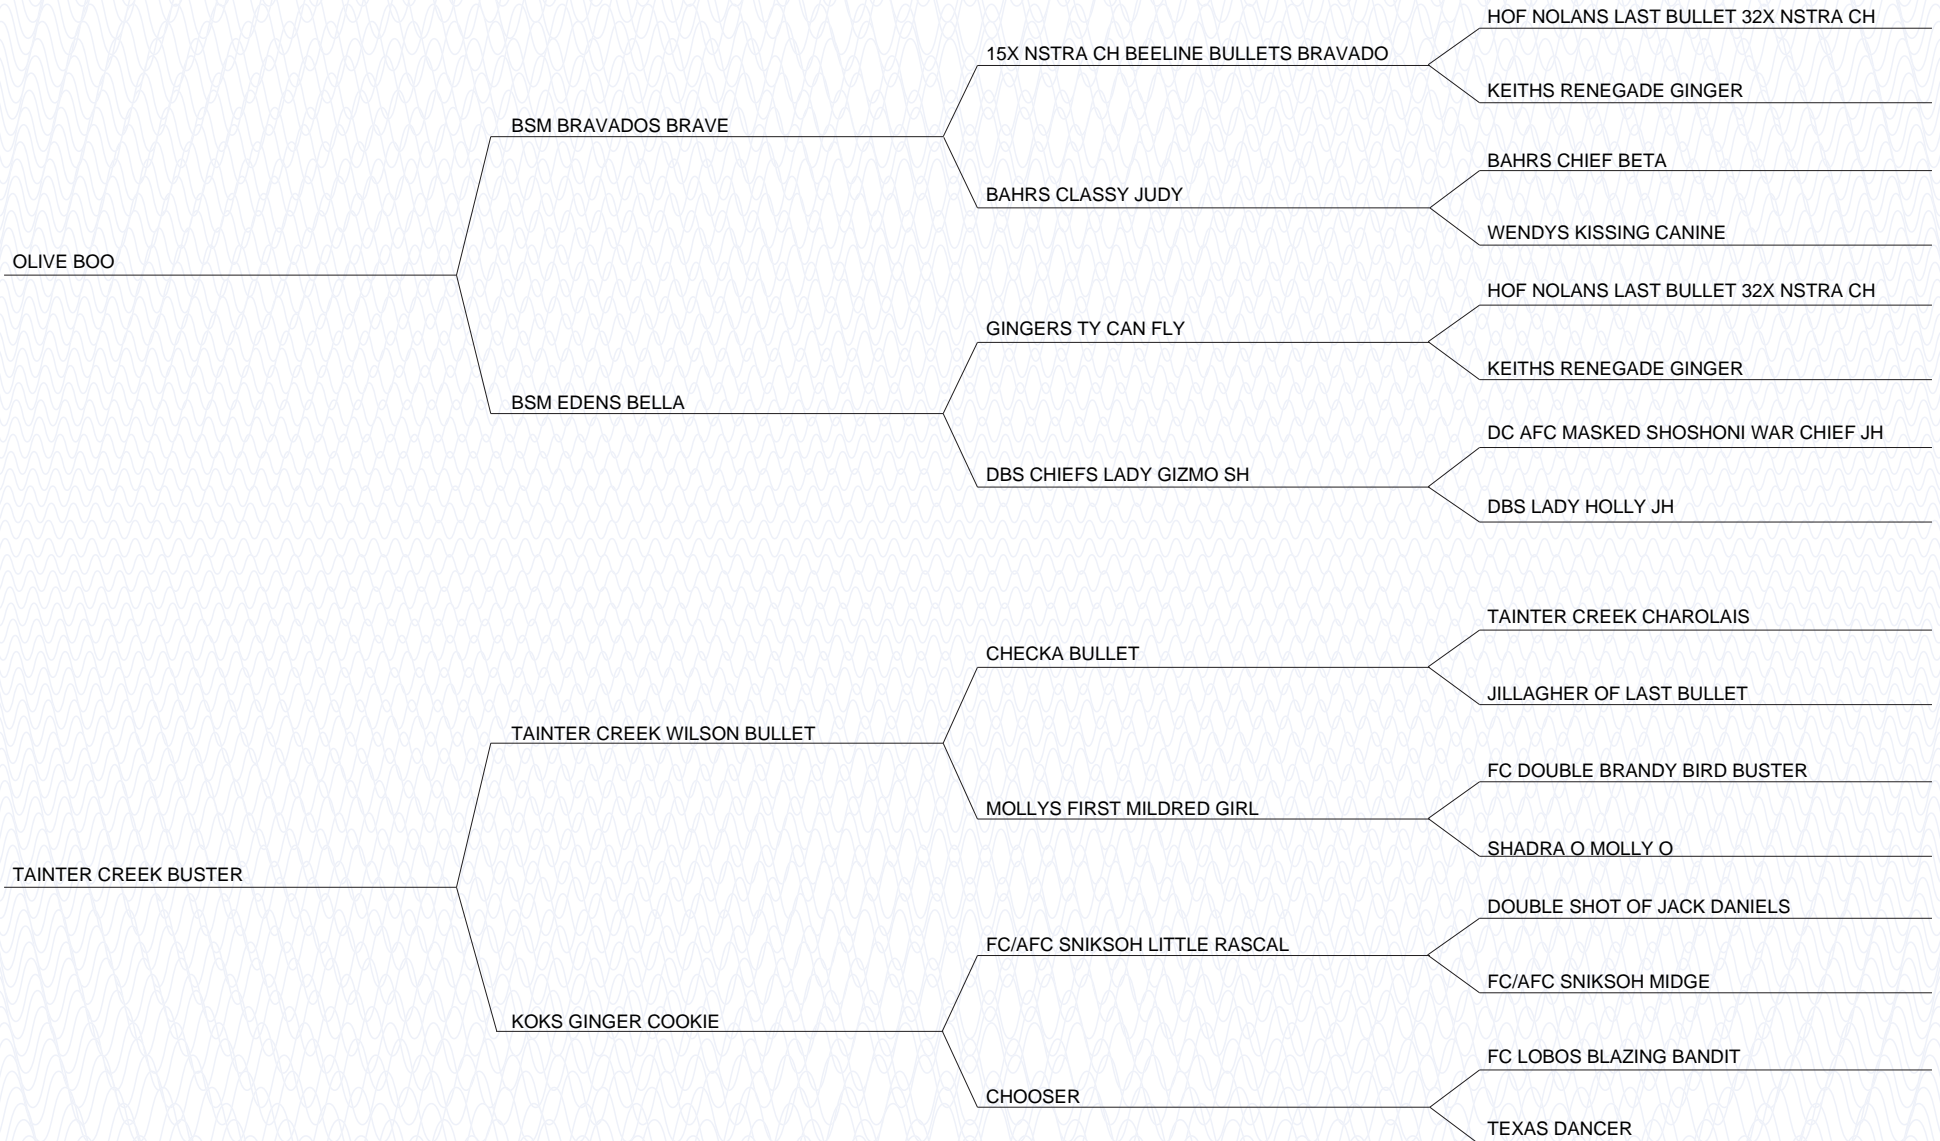 HOF NOLANS LAST BULLET 32X NSTRA CH
15X NSTRA CH BEELINE BULLETS BRAVADO
KEITHS RENEGADE GINGER
BSM BRAVADOS BRAVE
BAHRS CHIEF BETA
BAHRS CLASSY JUDY
WENDYS KISSING CANINE
OLIVE BOO
HOF NOLANS LAST BULLET 32X NSTRA CH
GINGERS TY CAN FLY
KEITHS RENEGADE GINGER
BSM EDENS BELLA
DC AFC MASKED SHOSHONI WAR CHIEF JH
DBS CHIEFS LADY GIZMO SH
DBS LADY HOLLY JH
TAINTER CREEK CHAROLAIS
CHECKA BULLET
JILLAGHER OF LAST BULLET
TAINTER CREEK WILSON BULLET
FC DOUBLE BRANDY BIRD BUSTER
MOLLYS FIRST MILDRED GIRL
SHADRA O MOLLY O
TAINTER CREEK BUSTER
DOUBLE SHOT OF JACK DANIELS
FC/AFC SNIKSOH LITTLE RASCAL
FC/AFC SNIKSOH MIDGE
KOKS GINGER COOKIE
FC LOBOS BLAZING BANDIT
CHOOSER
TEXAS DANCER